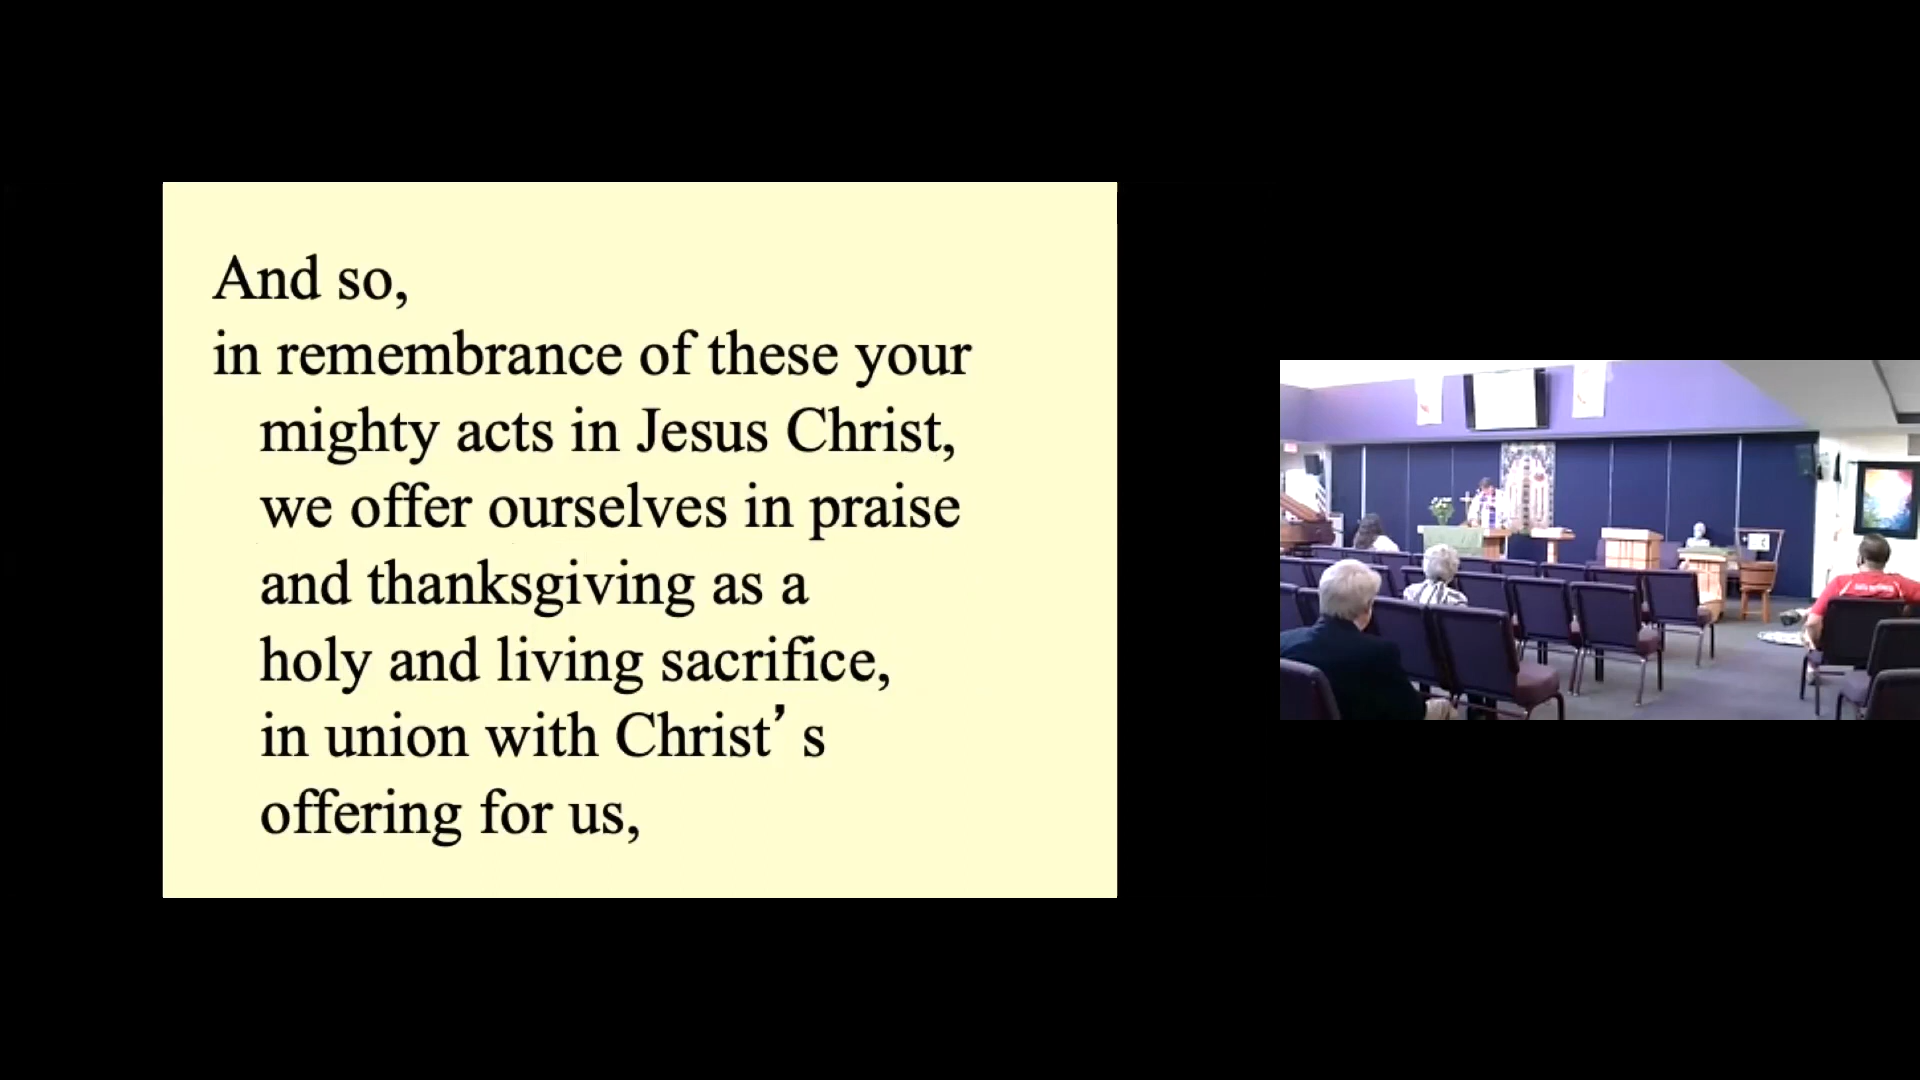 And so,
in remembrance of these your
mighty acts in Jesus Christ,
we offer ourselves in praise
and thanksgiving as a
holy and living sacrifice,
in union with Christ’ s
offering for us,